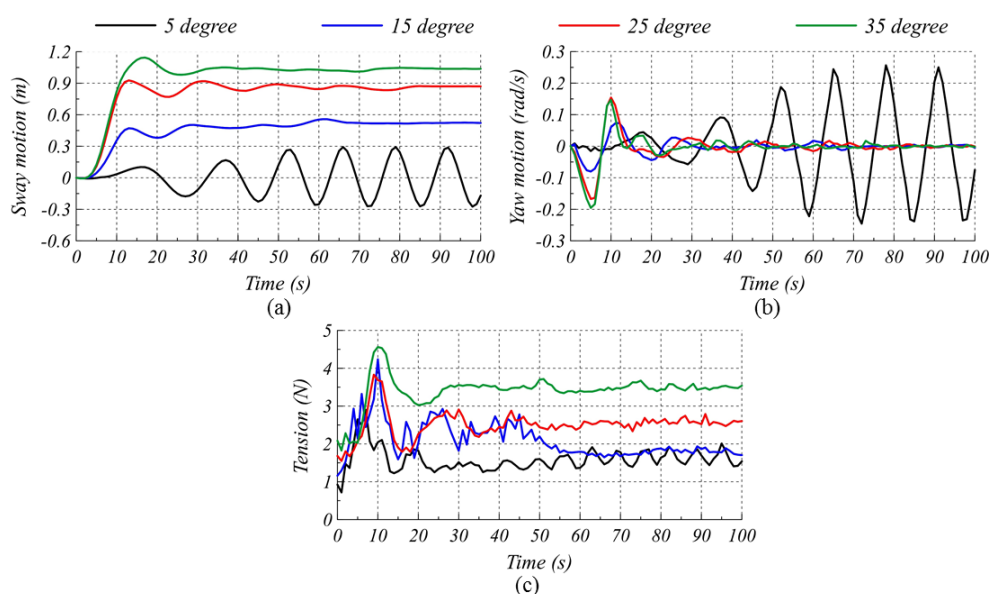 5 degree 15 degree 25 degree 35 degree
Sway motion (m)
1.2
0.9
0.6
0.3
0
-0.3
-0.6
0 10 20 30 40 50 60 70 80 90 100
Time (s)
(a)
Yaw motion (rad/s)
0.3
0.2
0.1
0.0
-0.1
-0.2
-0.3
0 10 20 30 40 50 60 70 80 90 100
Time (s)
(b)
Tension (N)
5
4
3
2
1
0
0 10 20 30 40 50 60 70 80 90 100
Time (s)
(c)